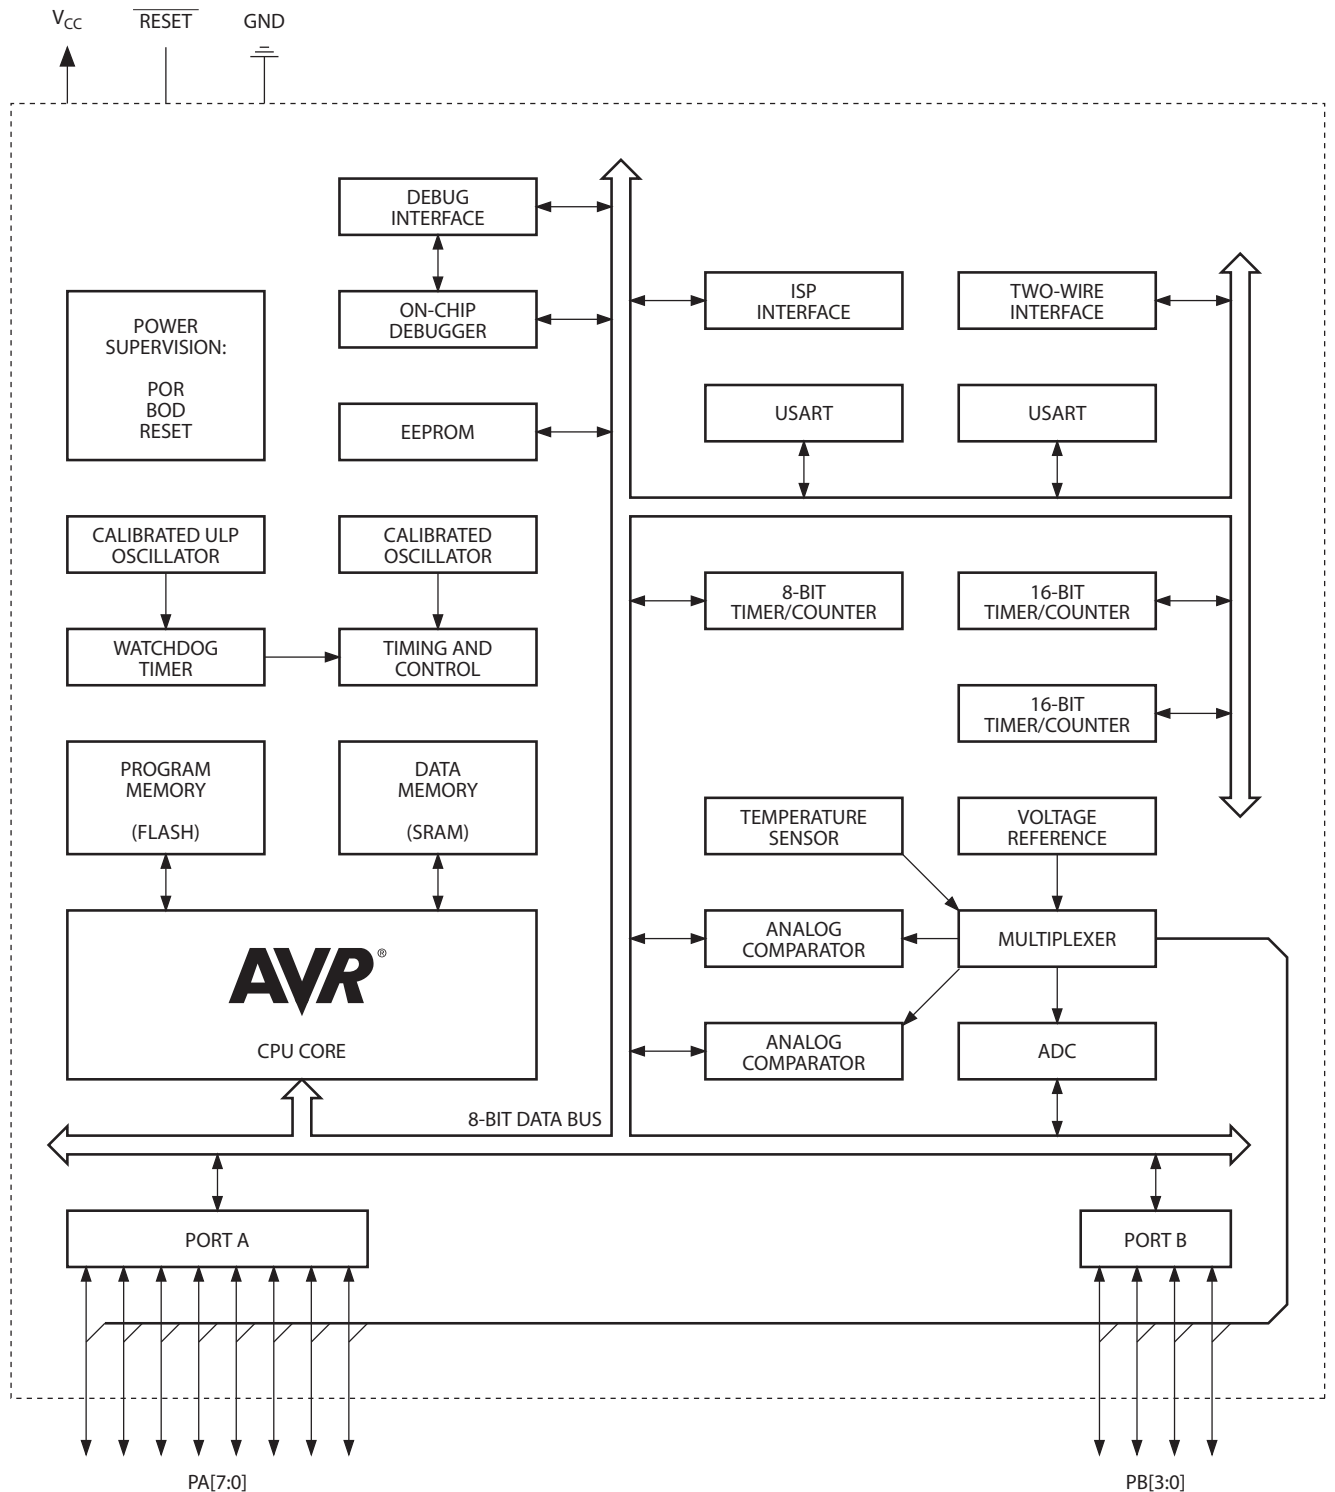 VCC
RESET
GND
DEBUG
INTERFACE
ISP
INTERFACE
TWO-WIRE
INTERFACE
POWER
SUPERVISION:
POR
BOD
RESET
ON-CHIP
DEBUGGER
EEPROM
USART
USART
CALIBRATED ULP
OSCILLATOR
CALIBRATED
OSCILLATOR
8-BIT
TIMER/COUNTER
16-BIT
TIMER/COUNTER
WATCHDOG
TIMER
TIMING AND
CONTROL
16-BIT
TIMER/COUNTER
PROGRAM
MEMORY
(FLASH)
DATA
MEMORY
(SRAM)
TEMPERATURE
SENSOR
VOLTAGE
REFERENCE
AVR®
CPU CORE
ANALOG
COMPARATOR
MULTIPLEXER
ANALOG
COMPARATOR
ADC
8-BIT DATA BUS
PORT A
PORT B
PA[7:0]
PB[3:0]